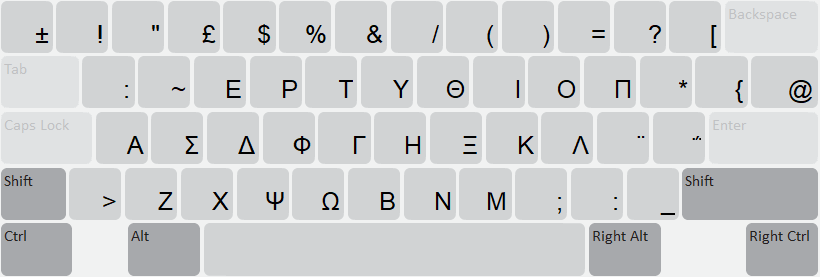 ± ! " £ $ % & / ( ) = ? [ Backspace
Tab : ~ Ε Ρ Τ Υ Θ Ι Ο Π * { @
Caps Lock Α Σ Δ Φ Γ Η Ξ Κ Λ ¨ ΅ Enter
Shift > Ζ Χ Ψ Ω Β Ν Μ ; : _ Shift
Ctrl Alt Right Alt Right Ctrl